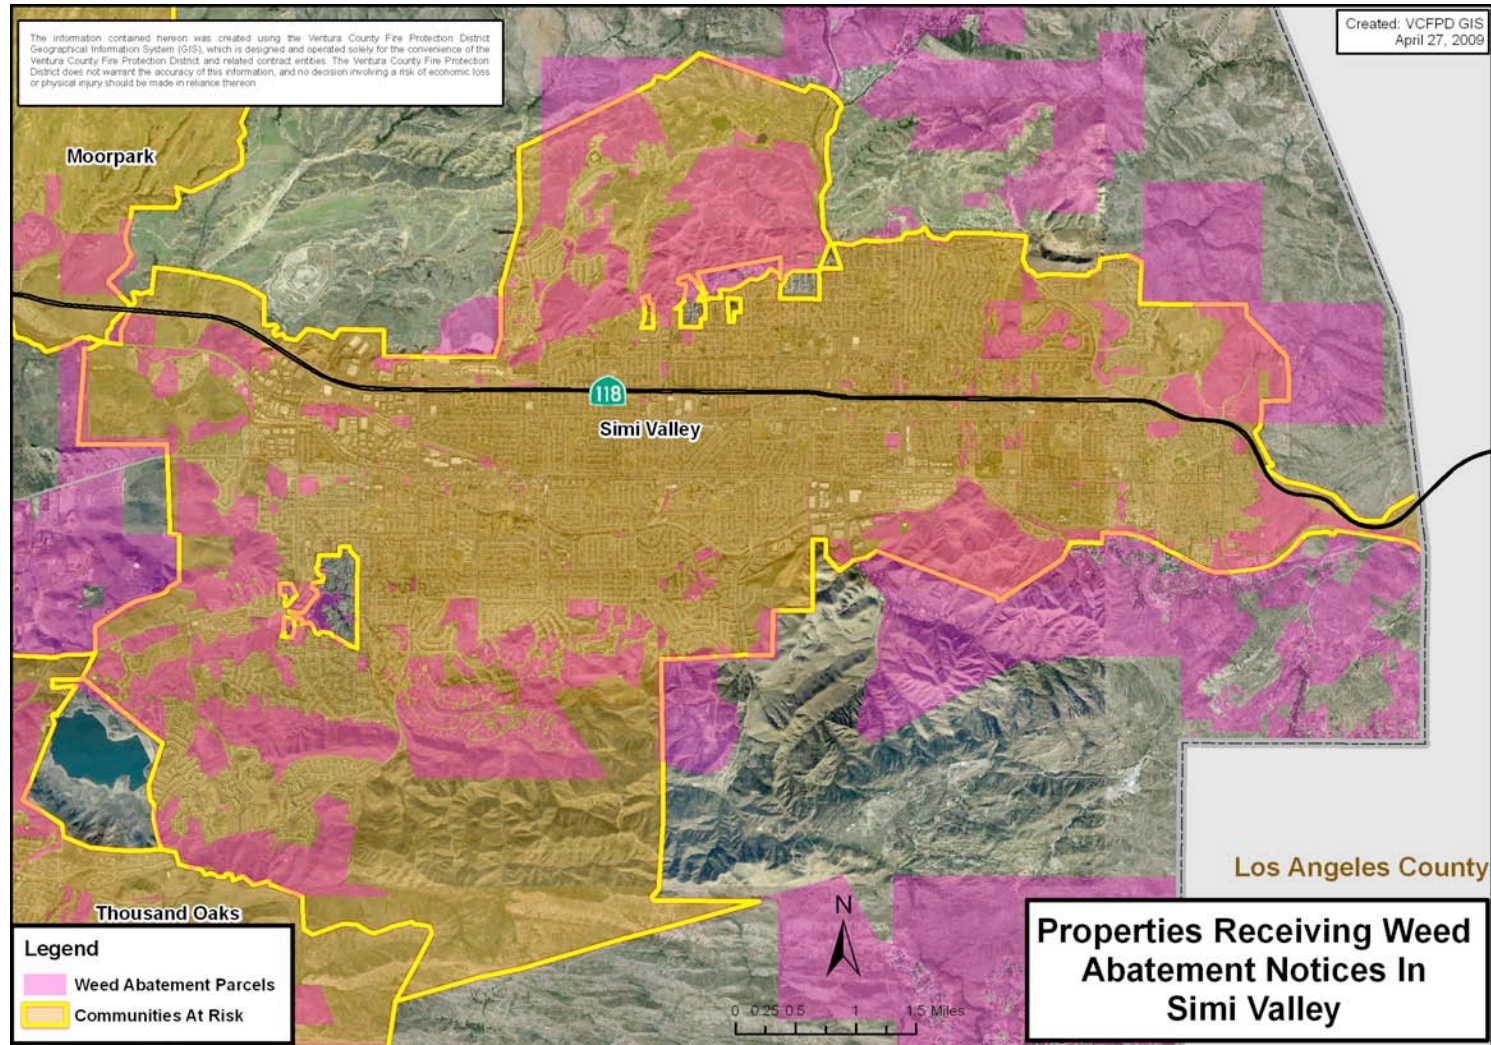 The information contained hereon was created using the Ventura County Fire Protection District
Geographical Information System (GIS), which is designed and operated solely for the convenience of the
Ventura County Fire Protection District and related contract entities. The Ventura County Fire Protection
District does not warrant the accuracy of this information, and no decision involving a risk of economic loss
or physical injury should be made in reliance thereon
Created: VCFPD GIS
April 27, 2009
Moorpark
118
Simi Valley
Los Angeles County
Thousand Oaks
N
0 0.25 0.5 1 1.5 Miles
Legend
Weed Abatement Parcels
Communities At Risk
Properties Receiving Weed
Abatement Notices In
Simi Valley